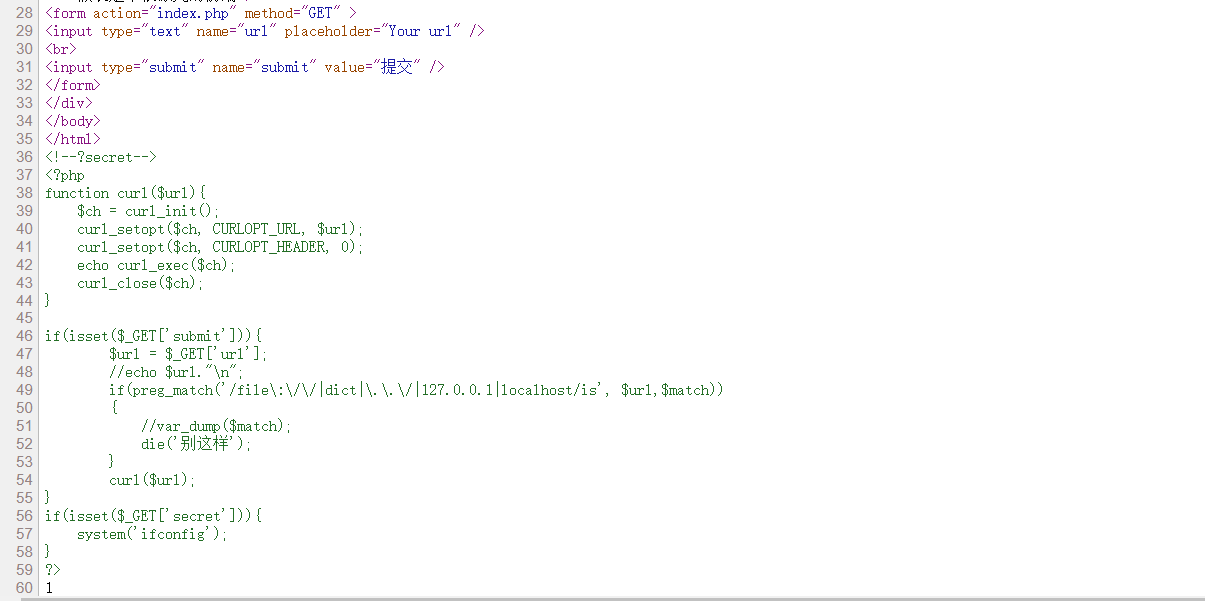 28 <form action="index.php" method="GET" >
29 <input type="text" name="url" placeholder="Your url" />
30 <br>
31 <input type="submit" name="submit" value="提交" />
32 </form>
33 </div>
34 </body>
35 </html>
36 <!--?secret-->
37 <?php
38 function curl($url){
39     $ch = curl_init();
40     curl_setopt($ch, CURLOPT_URL, $url);
41     curl_setopt($ch, CURLOPT_HEADER, 0);
42     echo curl_exec($ch);
43     curl_close($ch);
44 }
45
46 if(isset($_GET['submit'])){
47         $url = $_GET['url'];
48         //echo $url."\n";
49         if(preg_match('/file\:\/\/|dict|\.\.\/|127.0.0.1|localhost/is', $url,$match))
50         {
51             //var_dump($match);
52             die('别这样');
53         }
54         curl($url);
55 }
56 if(isset($_GET['secret'])){
57     system('ifconfig');
58 }
59 ?>
60 1